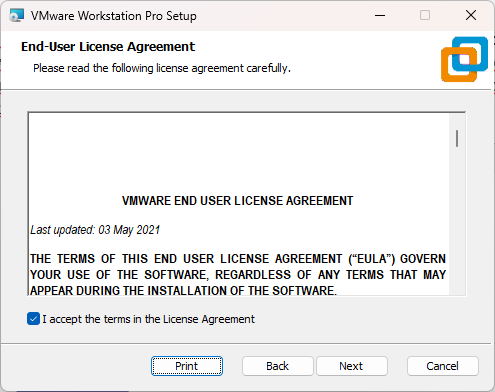 VMware Workstation Pro Setup
End-User License Agreement
Please read the following license agreement carefully.
VMWARE END USER LICENSE AGREEMENT
Last updated: 03 May 2021
THE TERMS OF THIS END USER LICENSE AGREEMENT (“EULA”) GOVERN
YOUR USE OF THE SOFTWARE, REGARDLESS OF ANY TERMS THAT MAY
APPEAR DURING THE INSTALLATION OF THE SOFTWARE.
I accept the terms in the License Agreement
Print Back Next Cancel